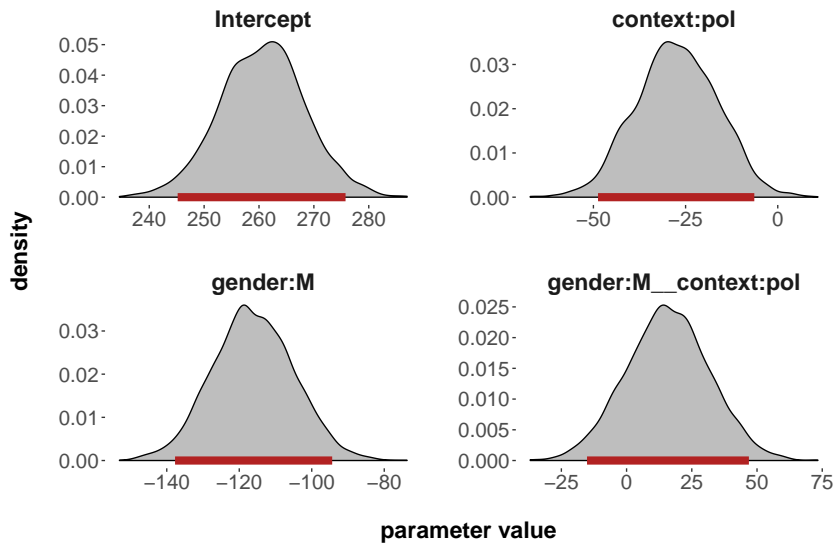 Intercept
context:pol
0.05
0.04
0.03
0.02
0.01
0.00
240 250 260 270 280
0.03
0.02
0.01
0.00
−50 −25 0
density
gender:M
gender:M__context:pol
0.03
0.02
0.01
0.00
−140 −120 −100 −80
0.025
0.020
0.015
0.010
0.005
0.000
−25 0 25 50 75
parameter value